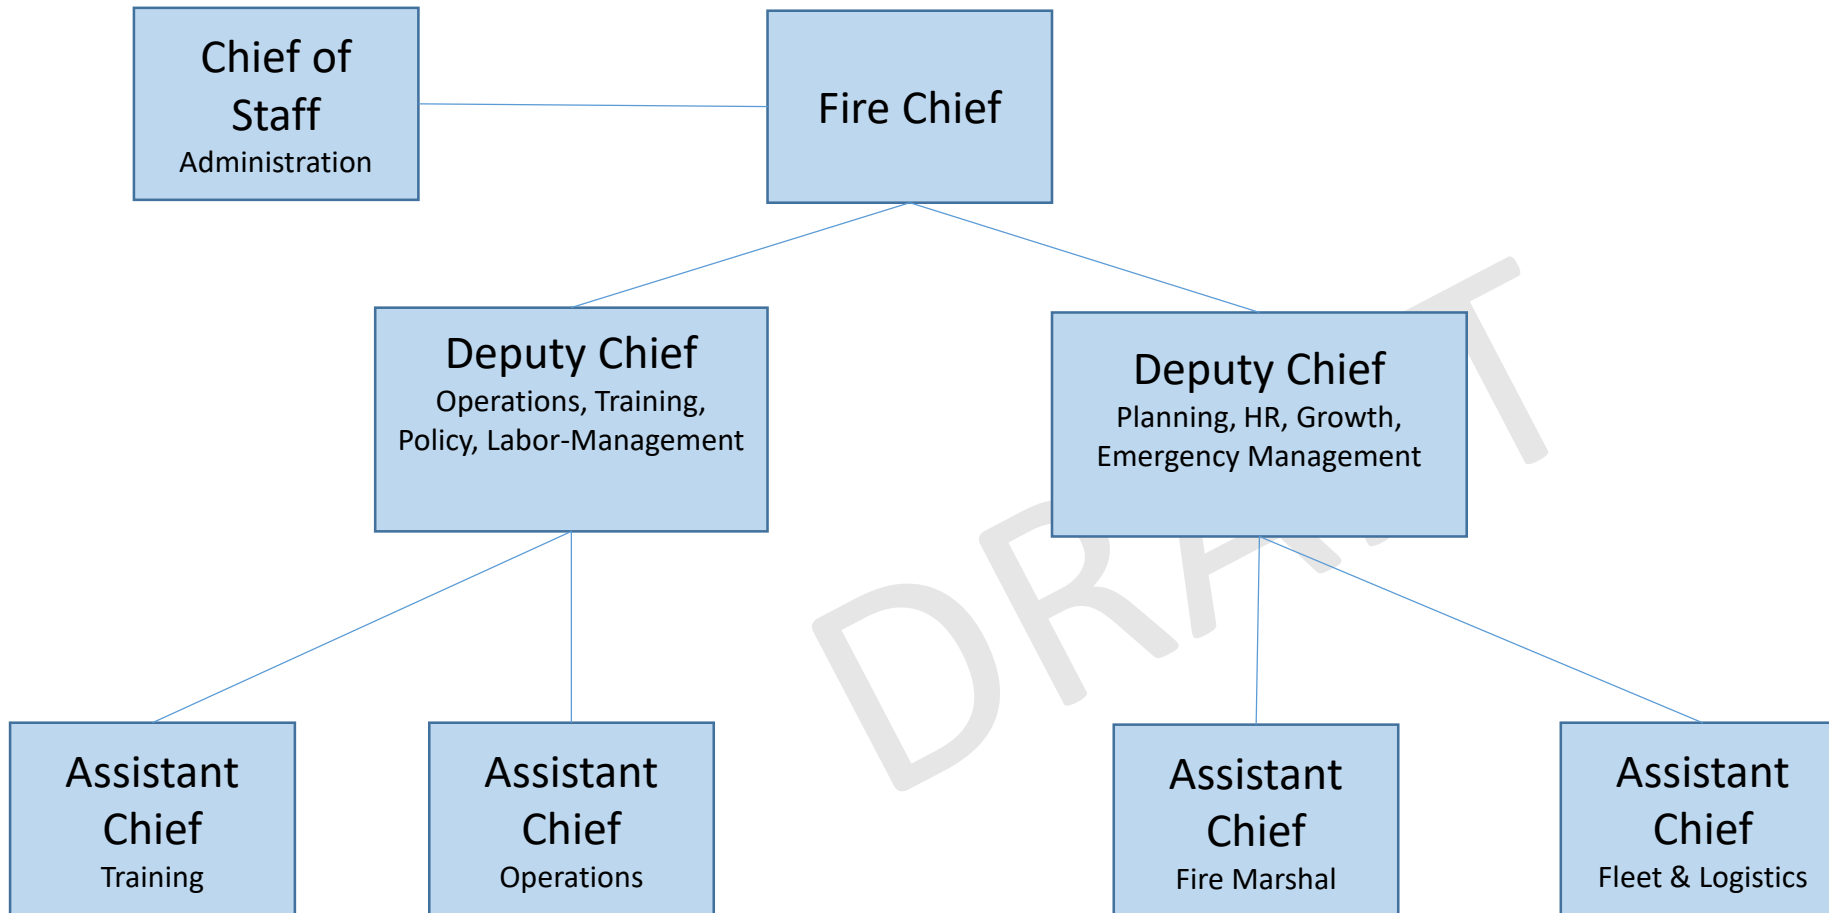 Chief of
Staff
Administration
Fire Chief
Deputy Chief
Operations, Training,
Policy, Labor-Management
Deputy Chief
Planning, HR, Growth,
Emergency Management
DRAFT
Assistant
Chief
Training
Assistant
Chief
Operations
Assistant
Chief
Fire Marshal
Assistant
Chief
Fleet & Logistics